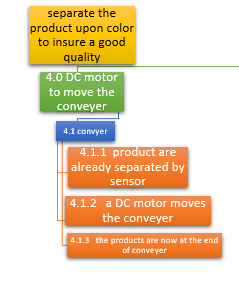 separate the
product upon color
to insure a good
quality
4.0 DC motor
to move the
conveyer
4.1 convyer
4.1.1 product are
already separated by
sensor
4.1.2 a DC motor moves
the conveyer
4.1.3 the products are now at the end
of conveyer